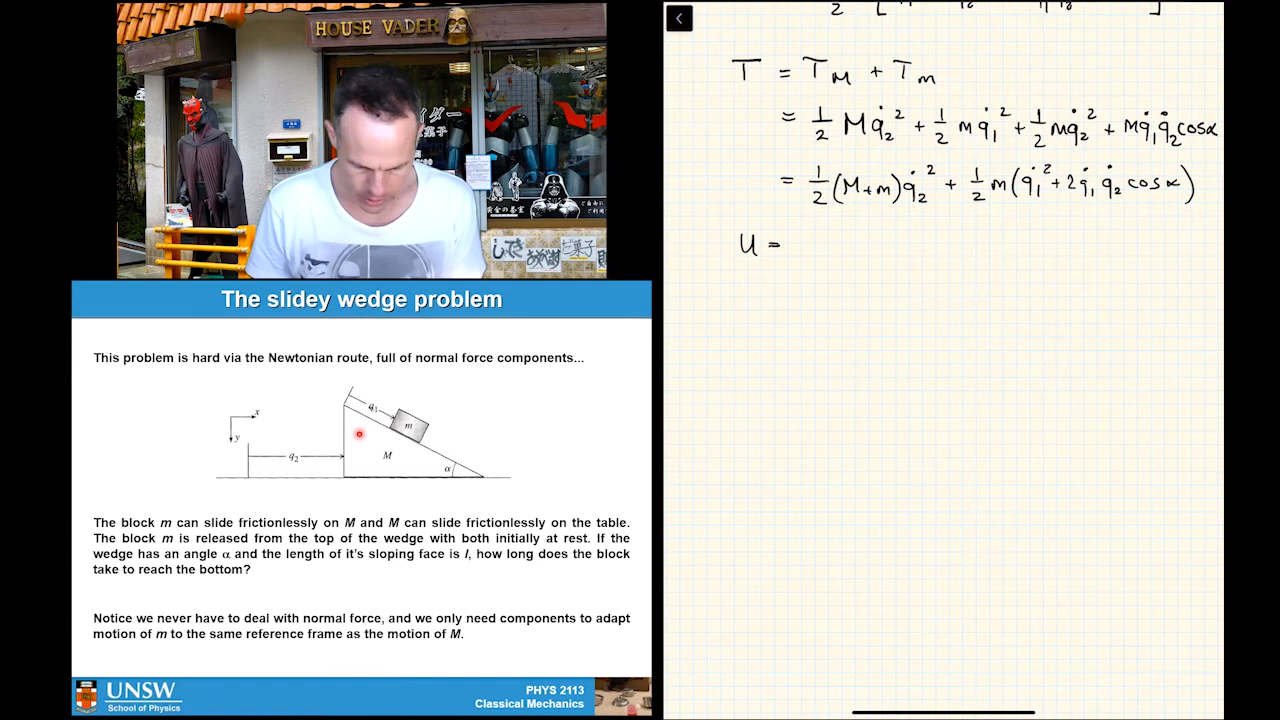 HOUSE VADER
The slidey wedge problem
This problem is hard via the Newtonian route, full of normal force components...
x
y
q₁
m
q₂
M
α
The block m can slide frictionlessly on M and M can slide frictionlessly on the table.
The block m is released from the top of the wedge with both initially at rest. If the
wedge has an angle α and the length of it's sloping face is l, how long does the block
take to reach the bottom?
Notice we never have to deal with normal force, and we only need components to adapt
motion of m to the same reference frame as the motion of M.
UNSW
School of Physics
PHYS 2113
Classical Mechanics
T = T_M + T_m
= 1/2 M q̇₂² + 1/2 m q̇₁² + 1/2 m q̇₂² + m q̇₁ q̇₂ cosα
= 1/2 (M+m) q̇₂² + 1/2 m (q̇₁² + 2 q̇₁ q̇₂ cosα)
U =